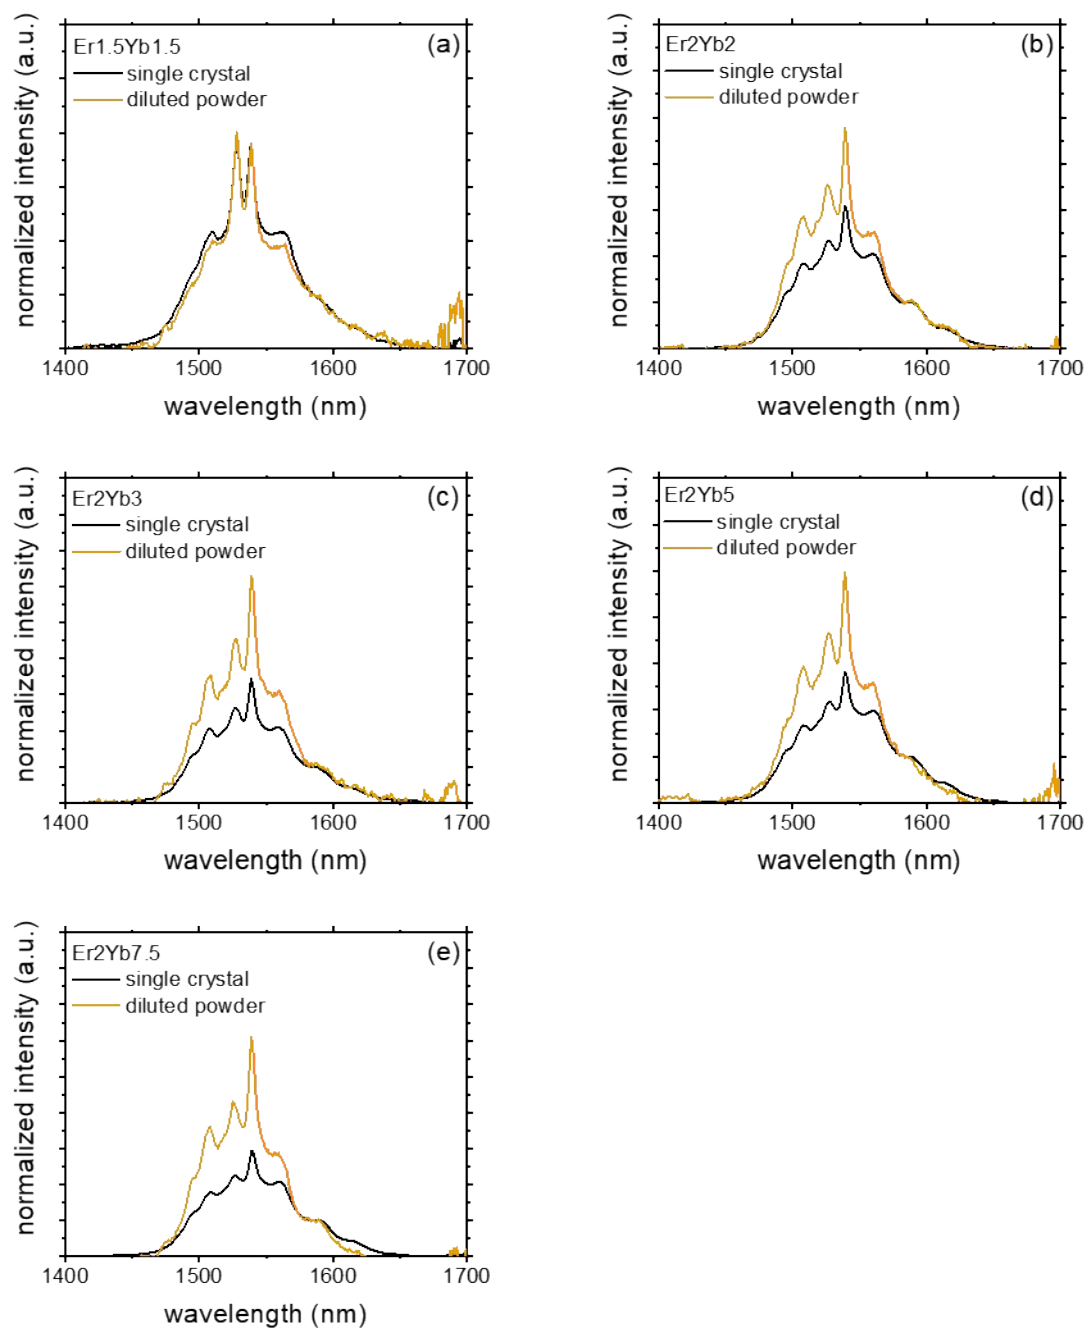 normalized intensity (a.u.)
Er1.5Yb1.5
(a)
single crystal
diluted powder
1400 1500 1600 1700
wavelength (nm)
normalized intensity (a.u.)
Er2Yb2
(b)
single crystal
diluted powder
1400 1500 1600 1700
wavelength (nm)
normalized intensity (a.u.)
Er2Yb3
(c)
single crystal
diluted powder
1400 1500 1600 1700
wavelength (nm)
normalized intensity (a.u.)
Er2Yb5
(d)
single crystal
diluted powder
1400 1500 1600 1700
wavelength (nm)
normalized intensity (a.u.)
Er2Yb7.5
(e)
single crystal
diluted powder
1400 1500 1600 1700
wavelength (nm)